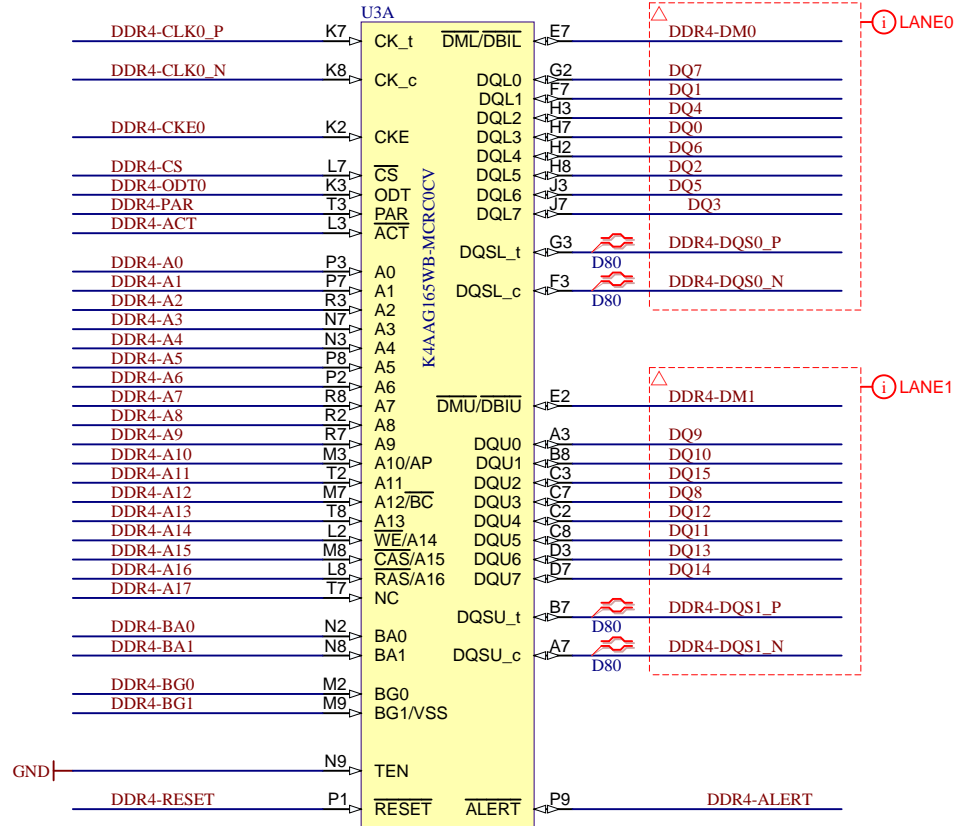 U3A
DDR4-CLK0_P K7 CK_t DML/DBIL E7 DDR4-DM0 LANE0
DDR4-CLK0_N K8 CK_c DQL0 G2 DQ7
DQL1 F7 DQ1
DQL2 H3 DQ4
DDR4-CKE0 K2 CKE DQL3 H7 DQ0
DQL4 H2 DQ6
DDR4-CS L7 CS DQL5 H8 DQ2
DDR4-ODT0 K3 ODT DQL6 J3 DQ5
DDR4-PAR T3 PAR DQL7 J7 DQ3
DDR4-ACT L3 ACT
DQSL_t G3 D80 DDR4-DQS0_P
DDR4-A0 P3 A0
DDR4-A1 P7 A1 DQSL_c F3 D80 DDR4-DQS0_N
DDR4-A2 R3 A2
DDR4-A3 N7 A3
DDR4-A4 N3 A4
DDR4-A5 P8 A5
DDR4-A6 P2 A6
K4AAG165WB-MCRC0CV
DDR4-A7 R8 A7 DMU/DBIU E2 DDR4-DM1 LANE1
DDR4-A8 R2 A8
DDR4-A9 R7 A9 DQU0 A3 DQ9
DDR4-A10 M3 A10/AP DQU1 B8 DQ10
DDR4-A11 T2 A11 DQU2 C3 DQ15
DDR4-A12 M7 A12/BC DQU3 C7 DQ8
DDR4-A13 T8 A13 DQU4 C2 DQ12
DDR4-A14 L2 WE/A14 DQU5 C8 DQ11
DDR4-A15 M8 CAS/A15 DQU6 D3 DQ13
DDR4-A16 L8 RAS/A16 DQU7 D7 DQ14
DDR4-A17 T7 NC
DQSU_t B7 D80 DDR4-DQS1_P
DDR4-BA0 N2 BA0
DDR4-BA1 N8 BA1 DQSU_c A7 D80 DDR4-DQS1_N
DDR4-BG0 M2 BG0
DDR4-BG1 M9 BG1/VSS
GND N9 TEN
DDR4-RESET P1 RESET ALERT P9 DDR4-ALERT